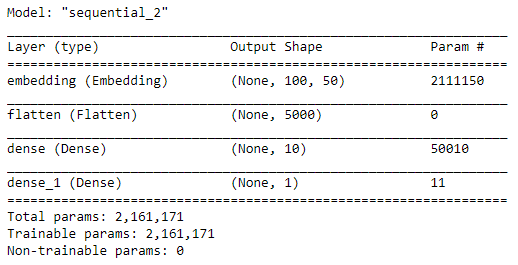 Model: "sequential_2"
_________________________________________________________________
Layer (type)                 Output Shape              Param #
=================================================================
embedding (Embedding)        (None, 100, 50)           2111150
_________________________________________________________________
flatten (Flatten)            (None, 5000)              0
_________________________________________________________________
dense (Dense)                (None, 10)                50010
_________________________________________________________________
dense_1 (Dense)              (None, 1)                 11
=================================================================
Total params: 2,161,171
Trainable params: 2,161,171
Non-trainable params: 0